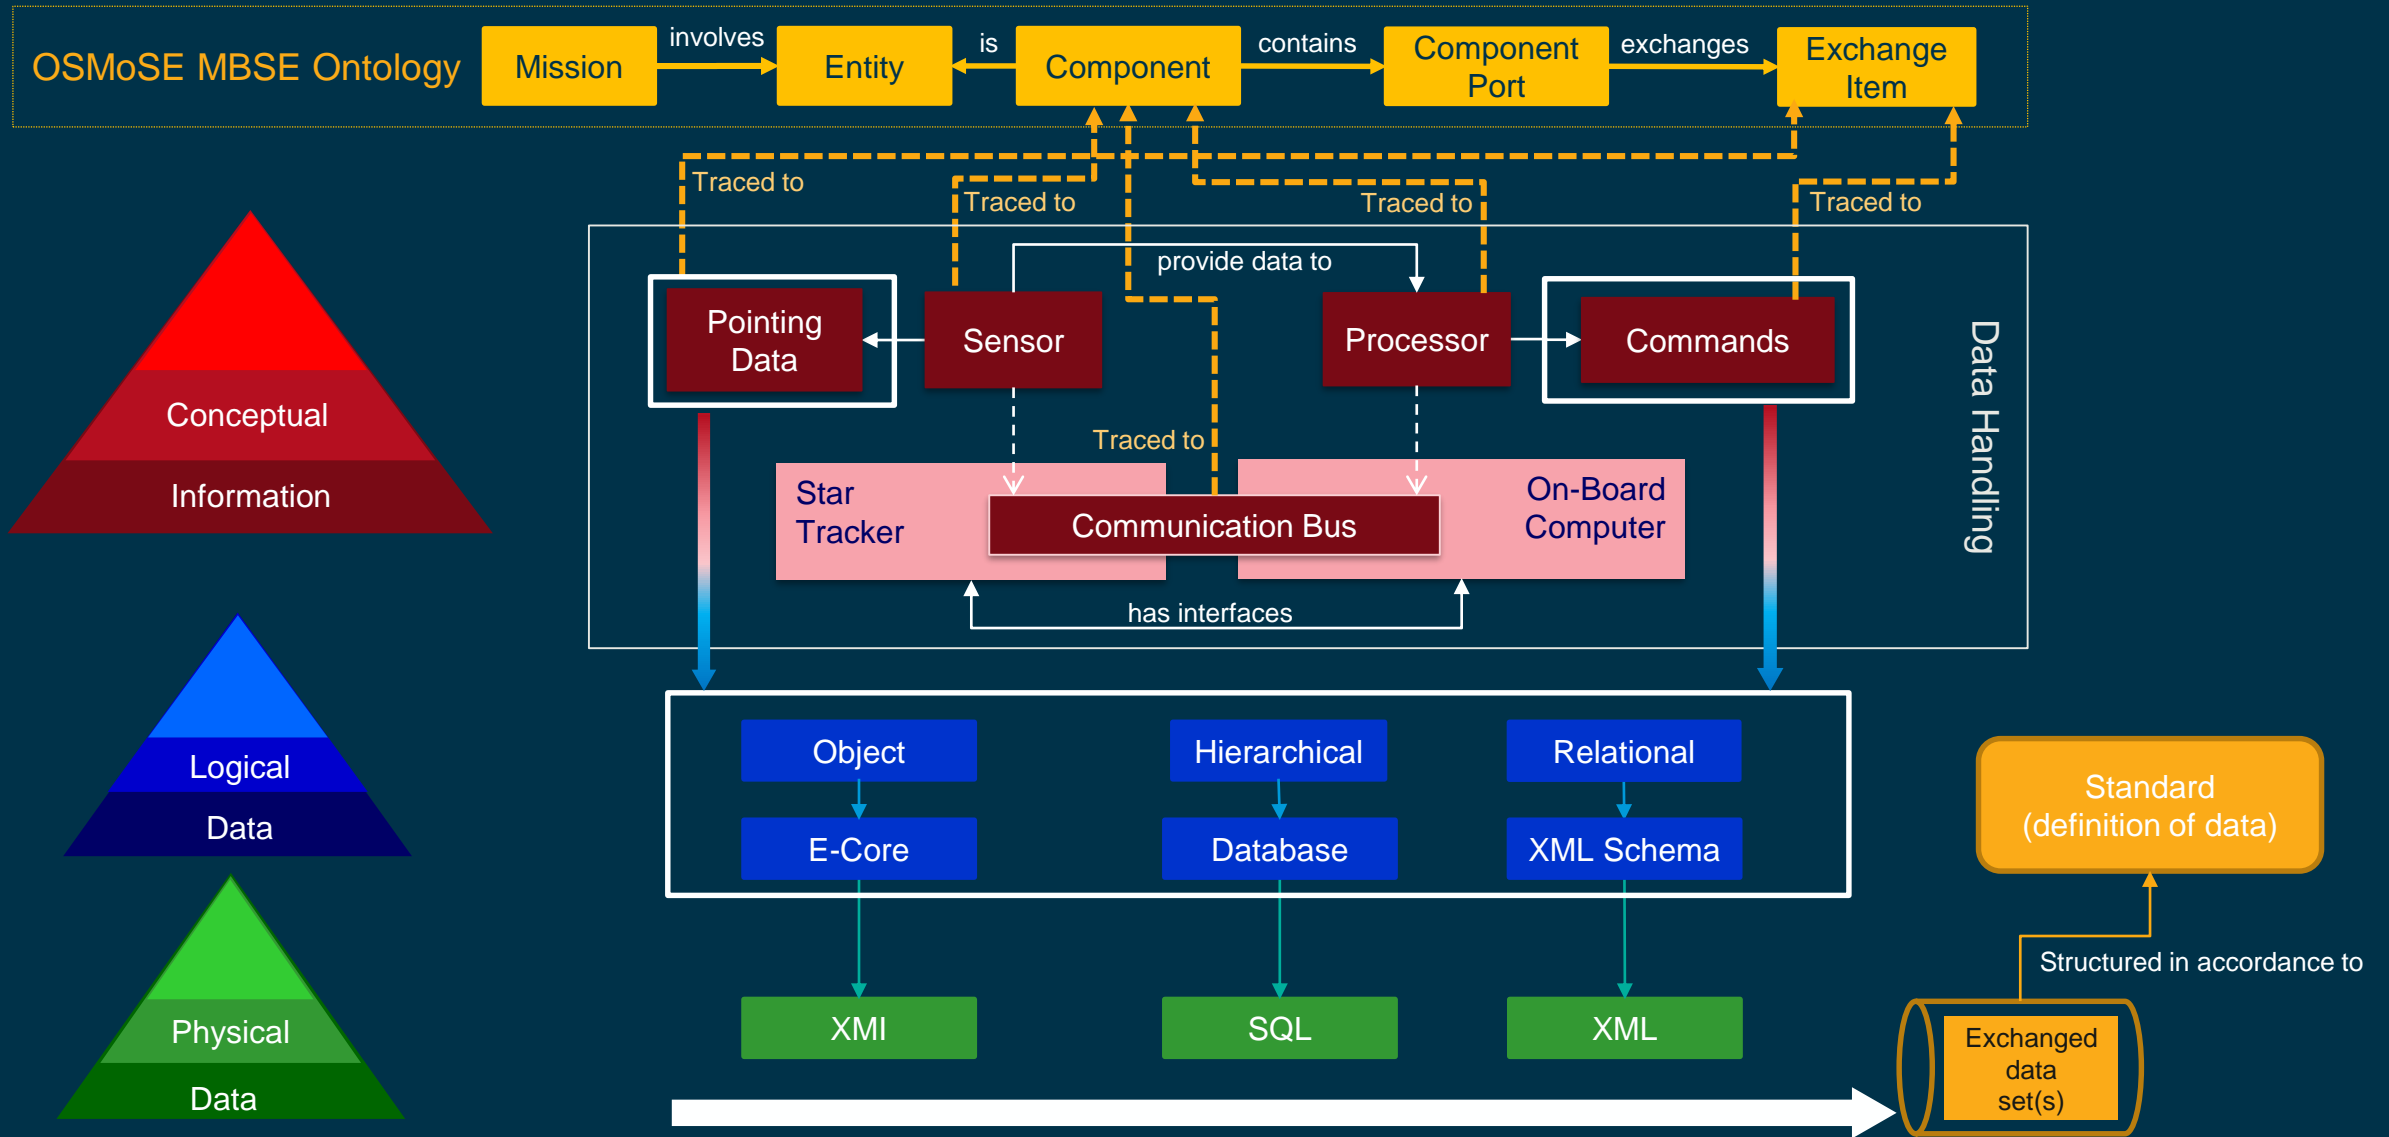 OSMoSE MBSE Ontology
Mission
involves
Entity
is
Component
contains
Component
Port
exchanges
Exchange
Item
Traced to
Traced to
Traced to
Traced to
provide data to
Pointing
Data
Sensor
Processor
Commands
Data Handling
Conceptual
Information
Traced to
Star
Tracker
Communication Bus
On-Board
Computer
has interfaces
Logical
Data
Object
Hierarchical
Relational
E-Core
Database
XML Schema
Standard
(definition of data)
Structured in accordance to
Physical
Data
XMI
SQL
XML
Exchanged
data
set(s)